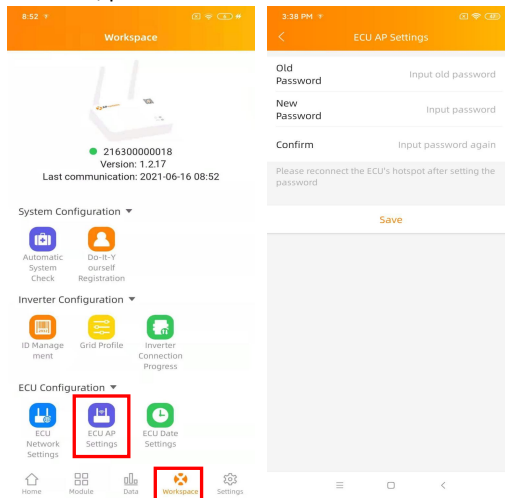 8:52
Workspace
216300000018
Version: 1.2.17
Last communication: 2021-06-16 08:52
System Configuration
Automatic
System
Check
Do-It-Y
ourself
Registration
Inverter Configuration
ID Manage
ment
Grid Profile
Inverter
Connection
Progress
ECU Configuration
ECU
Network
Settings
ECU AP
Settings
ECU Date
Settings
Home
Module
Data
Workspace
Settings
3:38 PM
ECU AP Settings
Old
Password
Input old password
New
Password
Input password
Confirm
Input password again
Please reconnect the ECU's hotspot after setting the
password
Save